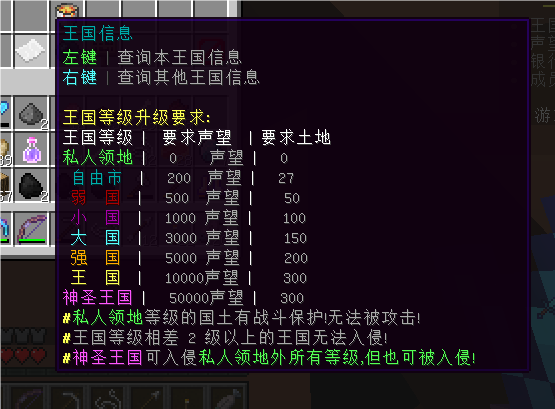 王国信息
左键 | 查询本王国信息
右键 | 查询其他王国信息
王国等级升级要求:
王国等级 | 要求声望 | 要求土地
私人领地 | 0 声望 | 0
自由市 | 200 声望 | 27
弱 国 | 500 声望 | 50
小 国 | 1000 声望 | 100
大 国 | 3000 声望 | 150
强 国 | 5000 声望 | 200
王 国 | 10000声望 | 300
神圣王国 | 50000声望 | 300
#私人领地等级的国土有战斗保护!无法被攻击!
#王国等级相差 2 级以上的王国无法入侵!
#神圣王国可入侵私人领地外所有等级,但也可被入侵!
2
2
声
银行
成员
游